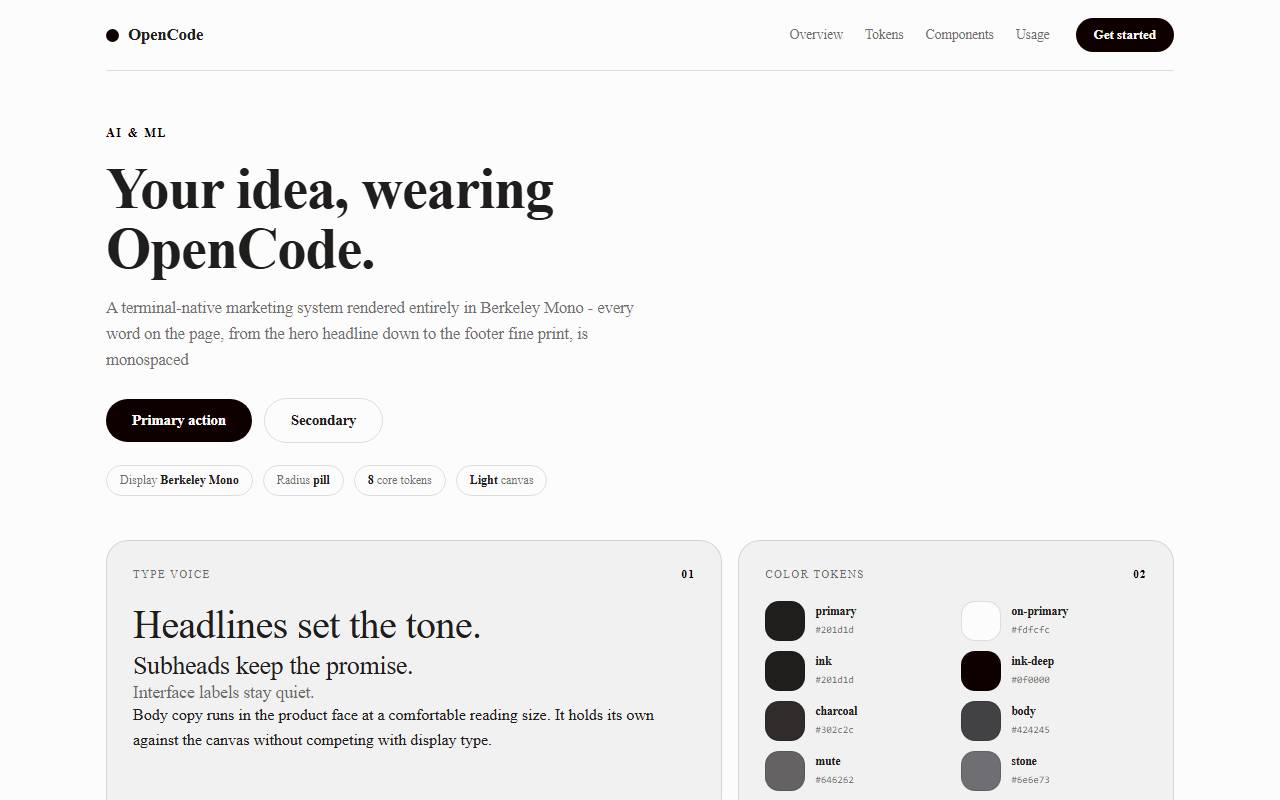 OpenCode
Overview Tokens Components Usage Get started
AI & ML
Your idea, wearing
OpenCode.
A terminal-native marketing system rendered entirely in Berkeley Mono - every
word on the page, from the hero headline down to the footer fine print, is
monospaced
Primary action Secondary
Display Berkeley Mono Radius pill 8 core tokens Light canvas
TYPE VOICE 01
Headlines set the tone.
Subheads keep the promise.
Interface labels stay quiet.
Body copy runs in the product face at a comfortable reading size. It holds its own
against the canvas without competing with display type.
COLOR TOKENS 02
primary
#201d1d
on-primary
#fdfcfc
ink
#201d1d
ink-deep
#0f0000
charcoal
#302c2c
body
#424245
mute
#646262
stone
#6e6e73